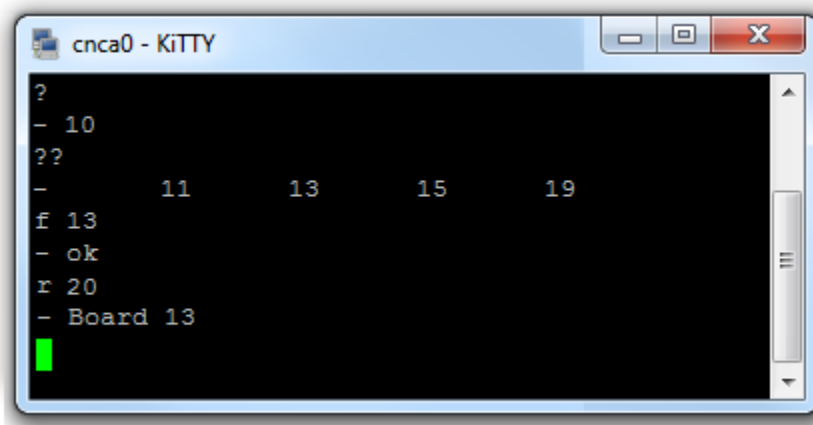 cnca0 - KiTTY
?
- 10
??
- 11 13 15 19
f 13
- ok
r 20
- Board 13